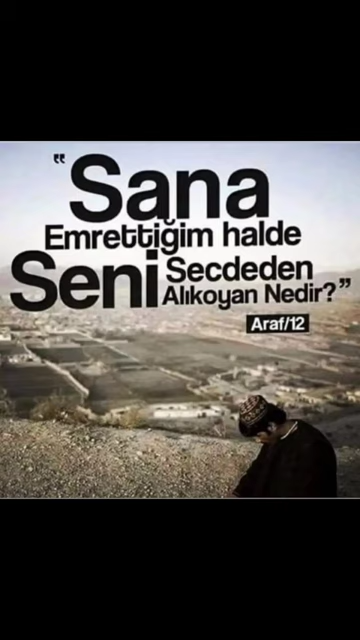 "Sana
Emrettiğim halde
Seni Secdeden
Alıkoyan Nedir?"
Araf/12